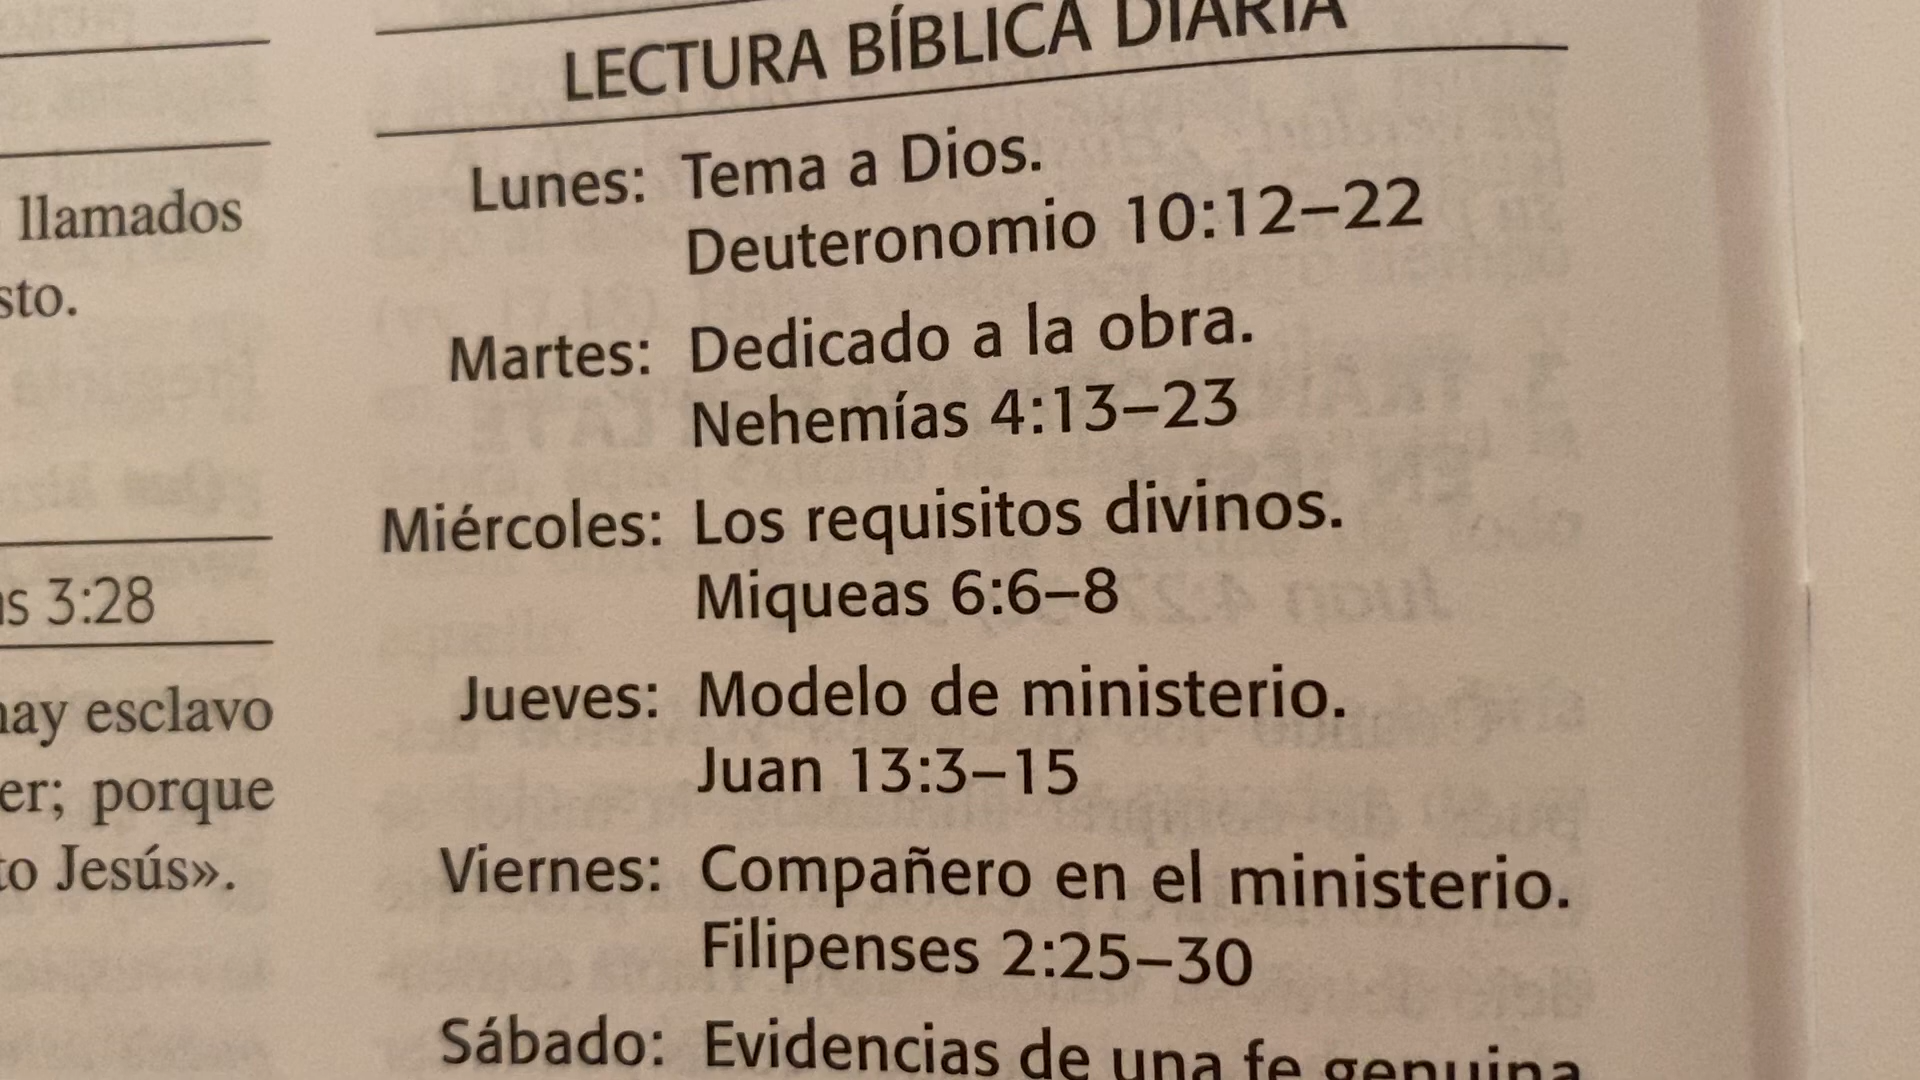 llamados
sto.
s 3:28
ay esclavo
er; porque
o Jesús».
LECTURA BÍBLICA DIARIA
Lunes: Tema a Dios.
Deuteronomio 10:12–22
Martes: Dedicado a la obra.
Nehemías 4:13–23
Miércoles: Los requisitos divinos.
Miqueas 6:6–8
Jueves: Modelo de ministerio.
Juan 13:3–15
Viernes: Compañero en el ministerio.
Filipenses 2:25–30
Sábado: Evidencias de una fe genuina